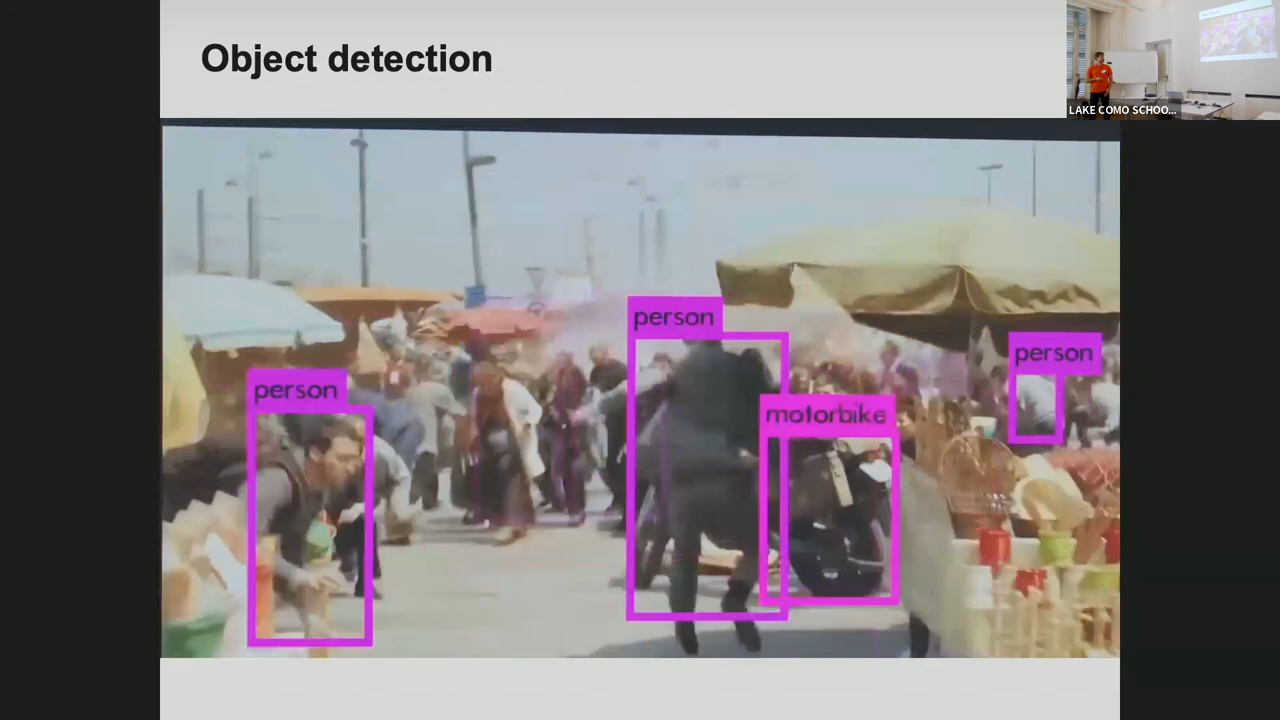 Object detection
LAKE COMO SCHOO...
person
person
person
motorbike